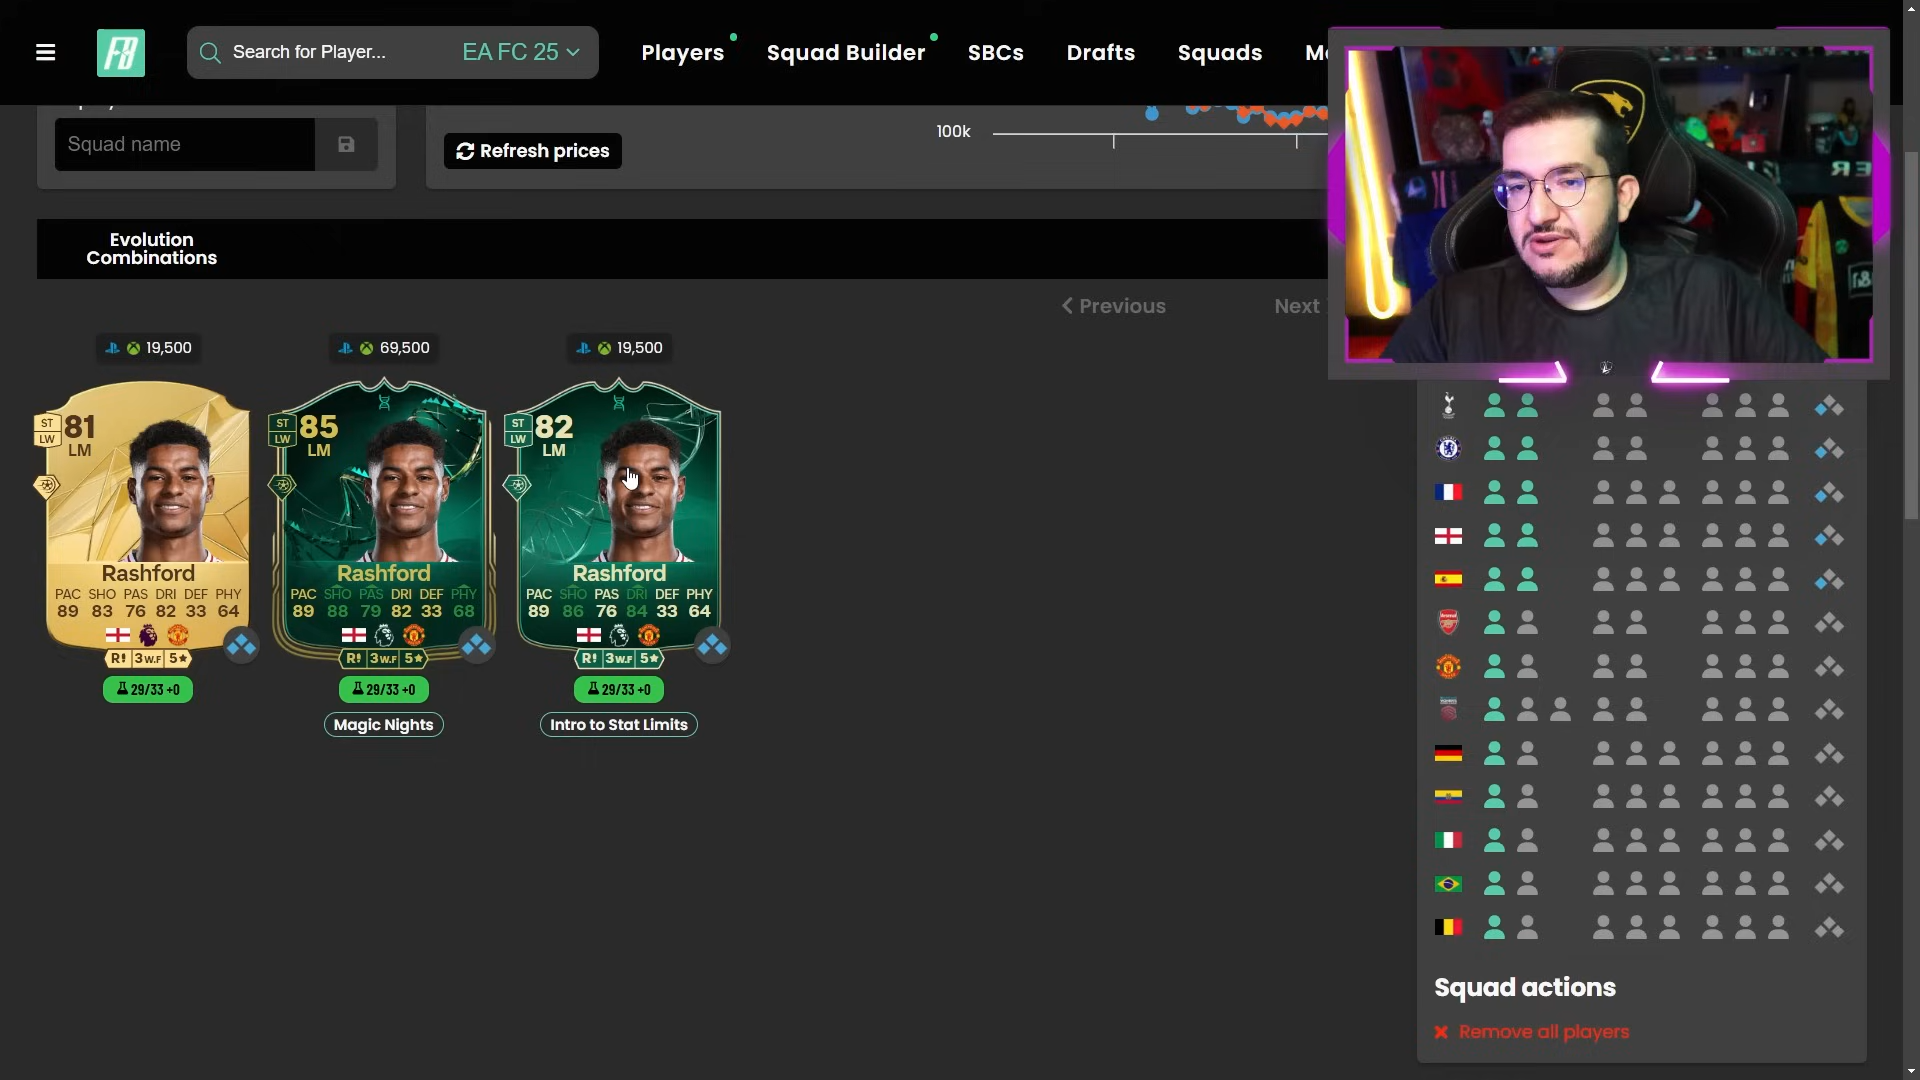 F8
Search for Player...
EA FC 25
Players
Squad Builder
SBCs
Drafts
Squads
Squad name
Refresh prices
100k
Evolution
Combinations
Previous
Next
19,500
69,500
19,500
ST
LW
81
LM
Rashford
PAC SHO PAS DRI DEF PHY
89 83 76 82 33 64
R! 3W.F 5★
29/33 +0
ST
LW
85
LM
Rashford
PAC SHO PAS DRI DEF PHY
89 88 79 82 33 68
R! 3W.F 5★
29/33 +0
Magic Nights
ST
LW
82
LM
Rashford
PAC SHO PAS DRI DEF PHY
89 86 76 84 33 64
R! 3W.F 5★
29/33 +0
Intro to Stat Limits
Squad actions
Remove all players